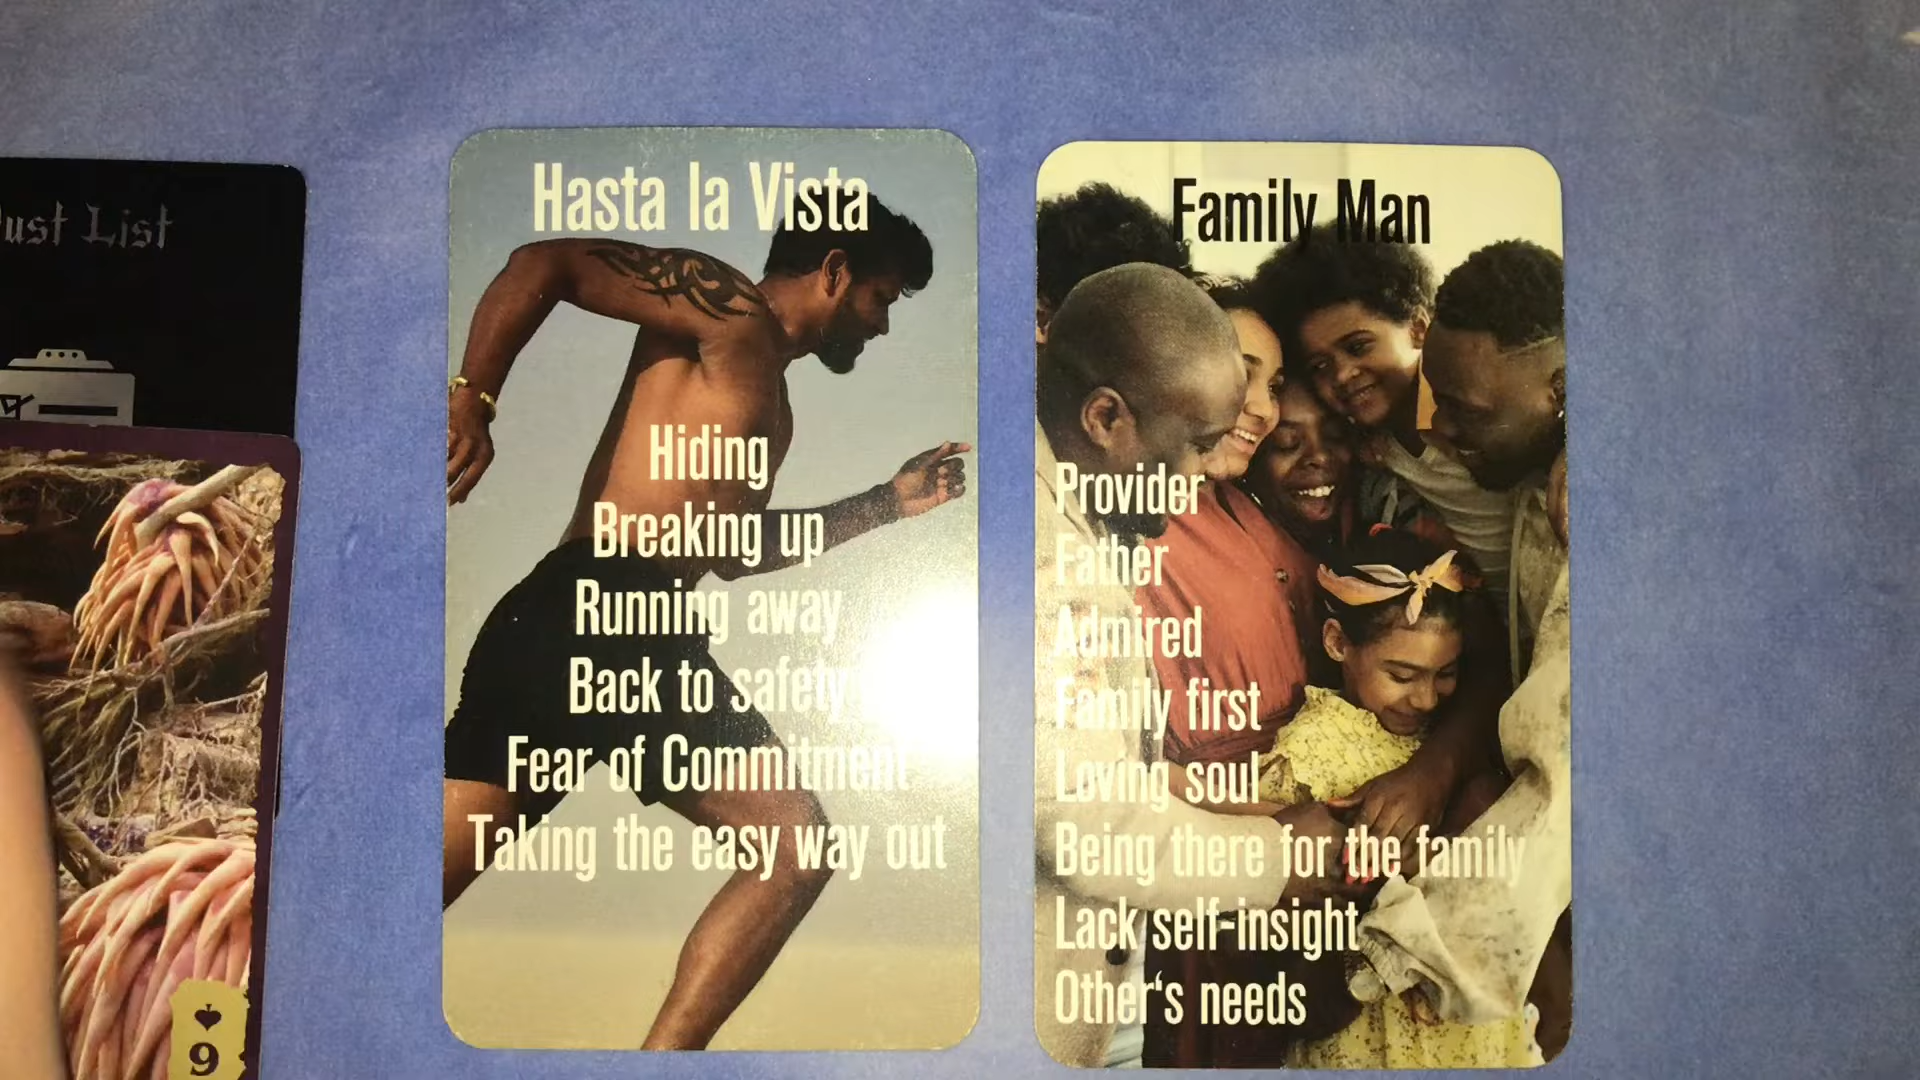 List
9
Hasta la Vista
Hiding
Breaking up
Running away
Back to safety
Fear of Commitment
Taking the easy way out
Family Man
Provider
Father
Admired
Family first
Loving soul
Being there for the family
Lack self-insight
Other‘s needs